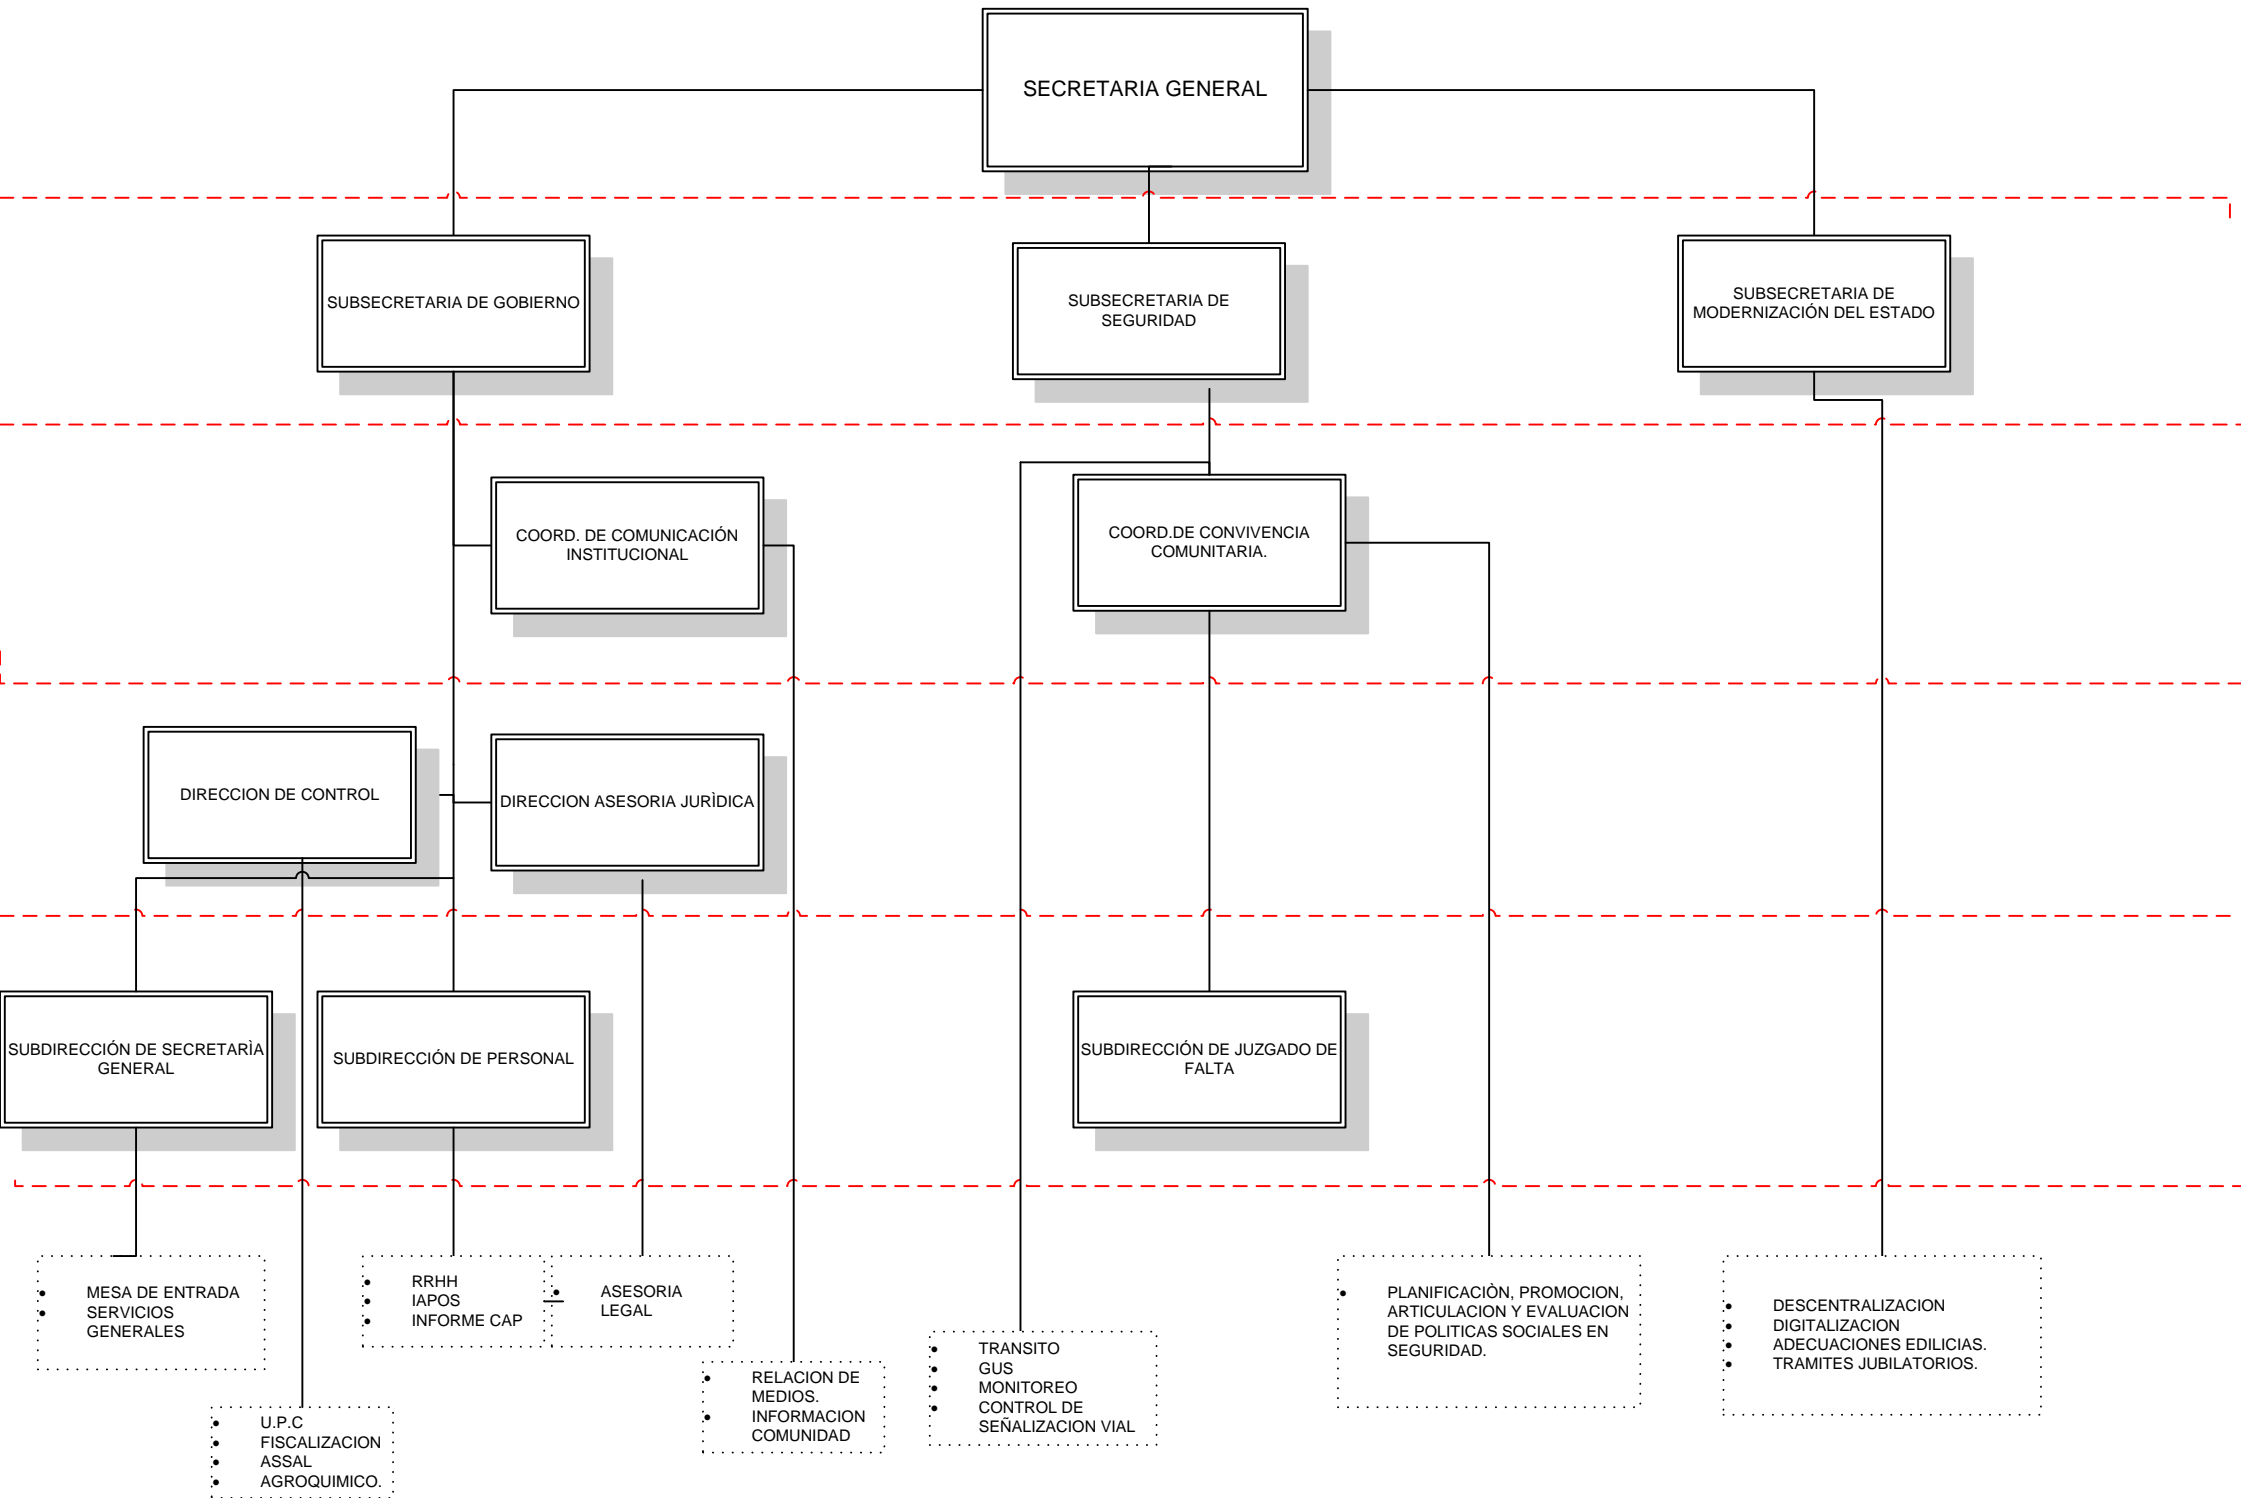 SECRETARIA GENERAL
SUBSECRETARIA DE GOBIERNO
SUBSECRETARIA DE
SEGURIDAD
SUBSECRETARIA DE
MODERNIZACIÓN DEL ESTADO
COORD. DE COMUNICACIÓN
INSTITUCIONAL
COORD.DE CONVIVENCIA
COMUNITARIA.
DIRECCION DE CONTROL
DIRECCION ASESORIA JURÌDICA
SUBDIRECCIÓN DE SECRETARÌA
GENERAL
SUBDIRECCIÓN DE PERSONAL
SUBDIRECCIÓN DE JUZGADO DE
FALTA
• MESA DE ENTRADA
• SERVICIOS
GENERALES
• RRHH
• IAPOS
• INFORME CAP
• ASESORIA
LEGAL
• U.P.C
• FISCALIZACION
• ASSAL
• AGROQUIMICO.
• RELACION DE
MEDIOS.
• INFORMACION
COMUNIDAD
• TRANSITO
• GUS
• MONITOREO
• CONTROL DE
SEÑALIZACION VIAL
• PLANIFICACIÒN, PROMOCION,
ARTICULACION Y EVALUACION
DE POLITICAS SOCIALES EN
SEGURIDAD.
• DESCENTRALIZACION
• DIGITALIZACION
• ADECUACIONES EDILICIAS.
• TRAMITES JUBILATORIOS.